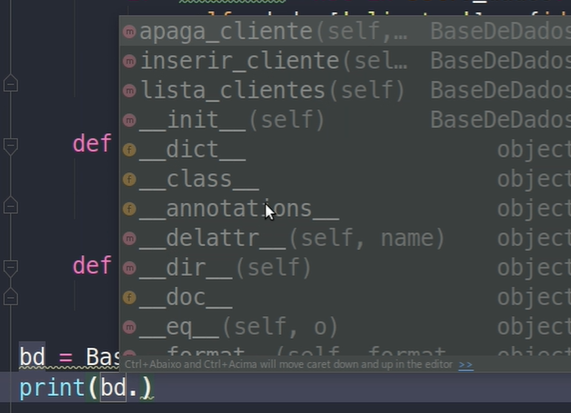 apaga_cliente(self,… BaseDeDados
inserir_cliente(sel… BaseDeDados
lista_clientes(self) BaseDeDados
__init__(self) BaseDeDados
def
__dict__ object
__class__ object
__annotations__ object
__delattr__(self, name) object
def
__dir__(self) object
__doc__ object
__eq__(self, o) object
__format__(self, format object
bd = Bas
Ctrl+Abaixo and Ctrl+Acima will move caret down and up in the editor >>
print(bd.)